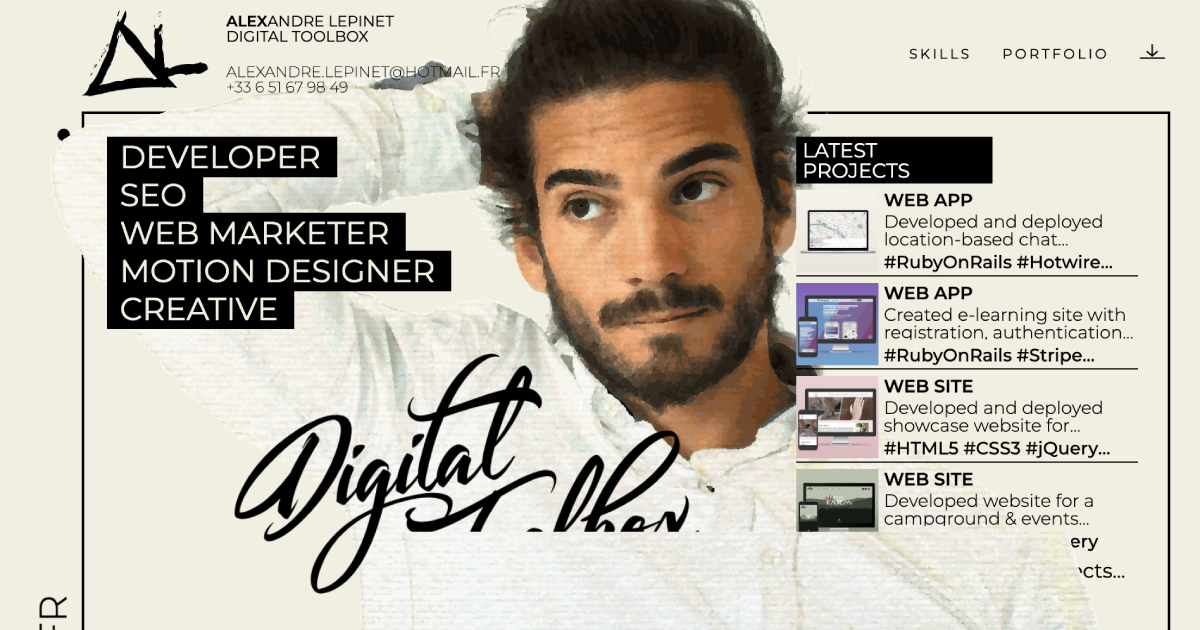 ALEXANDRE LEPINET
DIGITAL TOOLBOX
ALEXANDRE.LEPINET@HOTMAIL.FR
+33 6 51 67 98 49
SKILLS
PORTFOLIO
DEVELOPER
SEO
WEB MARKETER
MOTION DESIGNER
CREATIVE
Digital
LATEST
PROJECTS
WEB APP
Developed and deployed
location-based chat...
#RubyOnRails #Hotwire...
WEB APP
Created e-learning site with
registration, authentication...
#RubyOnRails #Stripe...
WEB SITE
Developed and deployed
showcase website for...
#HTML5 #CSS3 #jQuery...
WEB SITE
Developed website for a
campground & events...